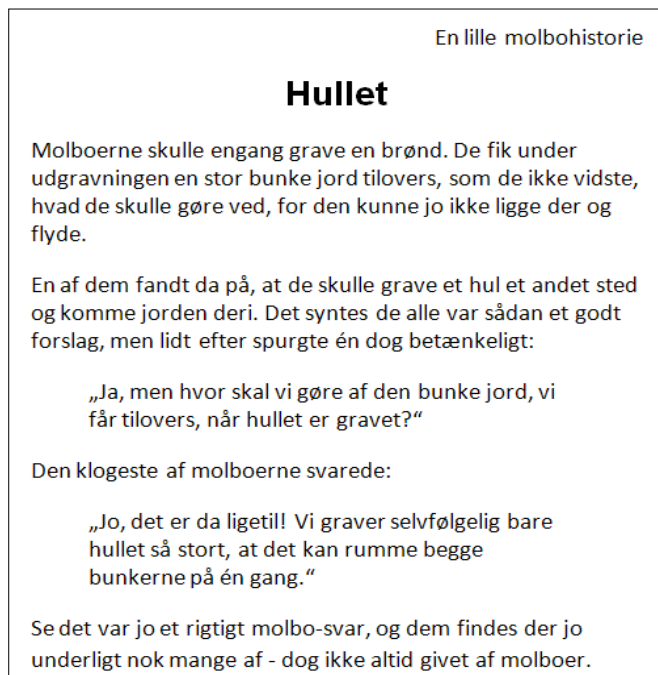 En lille molbohistorie
Hullet
Molboerne skulle engang grave en brønd. De fik under
udgravningen en stor bunke jord tilovers, som de ikke vidste,
hvad de skulle gøre ved, for den kunne jo ikke ligge der og
flyde.
En af dem fandt da på, at de skulle grave et hul et andet sted
og komme jorden deri. Det syntes de alle var sådan et godt
forslag, men lidt efter spurgte én dog betænkeligt:
„Ja, men hvor skal vi gøre af den bunke jord, vi
får tilovers, når hullet er gravet?“
Den klogeste af molboerne svarede:
„Jo, det er da ligetil! Vi graver selvfølgelig bare
hullet så stort, at det kan rumme begge
bunkerne på én gang.“
Se det var jo et rigtigt molbo-svar, og dem findes der jo
underligt nok mange af - dog ikke altid givet af molboer.